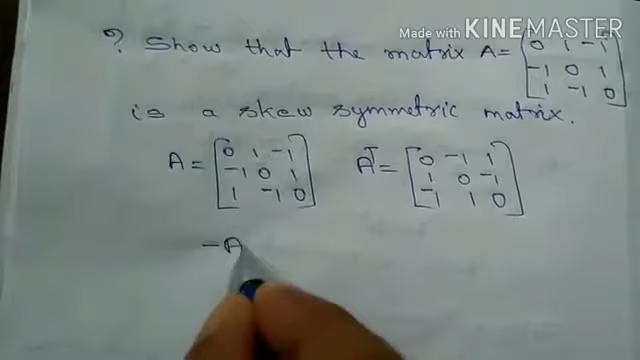 Made with KINEMASTER
? Show that the matrix A = [0 1 -1
-1 0 1
1 -1 0]
is a skew symmetric matrix.
A = [0 1 -1
-1 0 1
1 -1 0]
Aᵀ = [0 -1 1
1 0 -1
-1 1 0]
-A